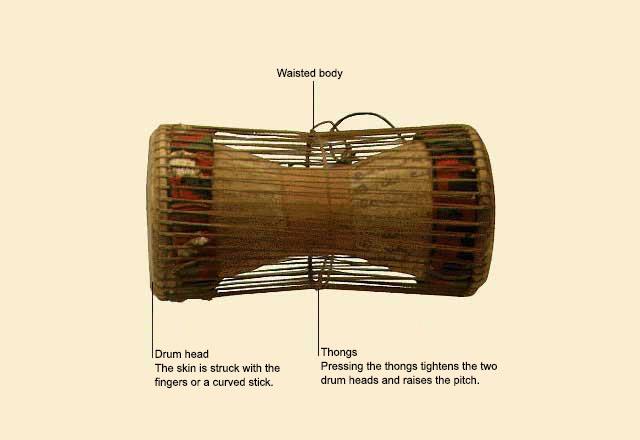 Waisted body
Drum head
The skin is struck with the
fingers or a curved stick.
Thongs
Pressing the thongs tightens the two
drum heads and raises the pitch.